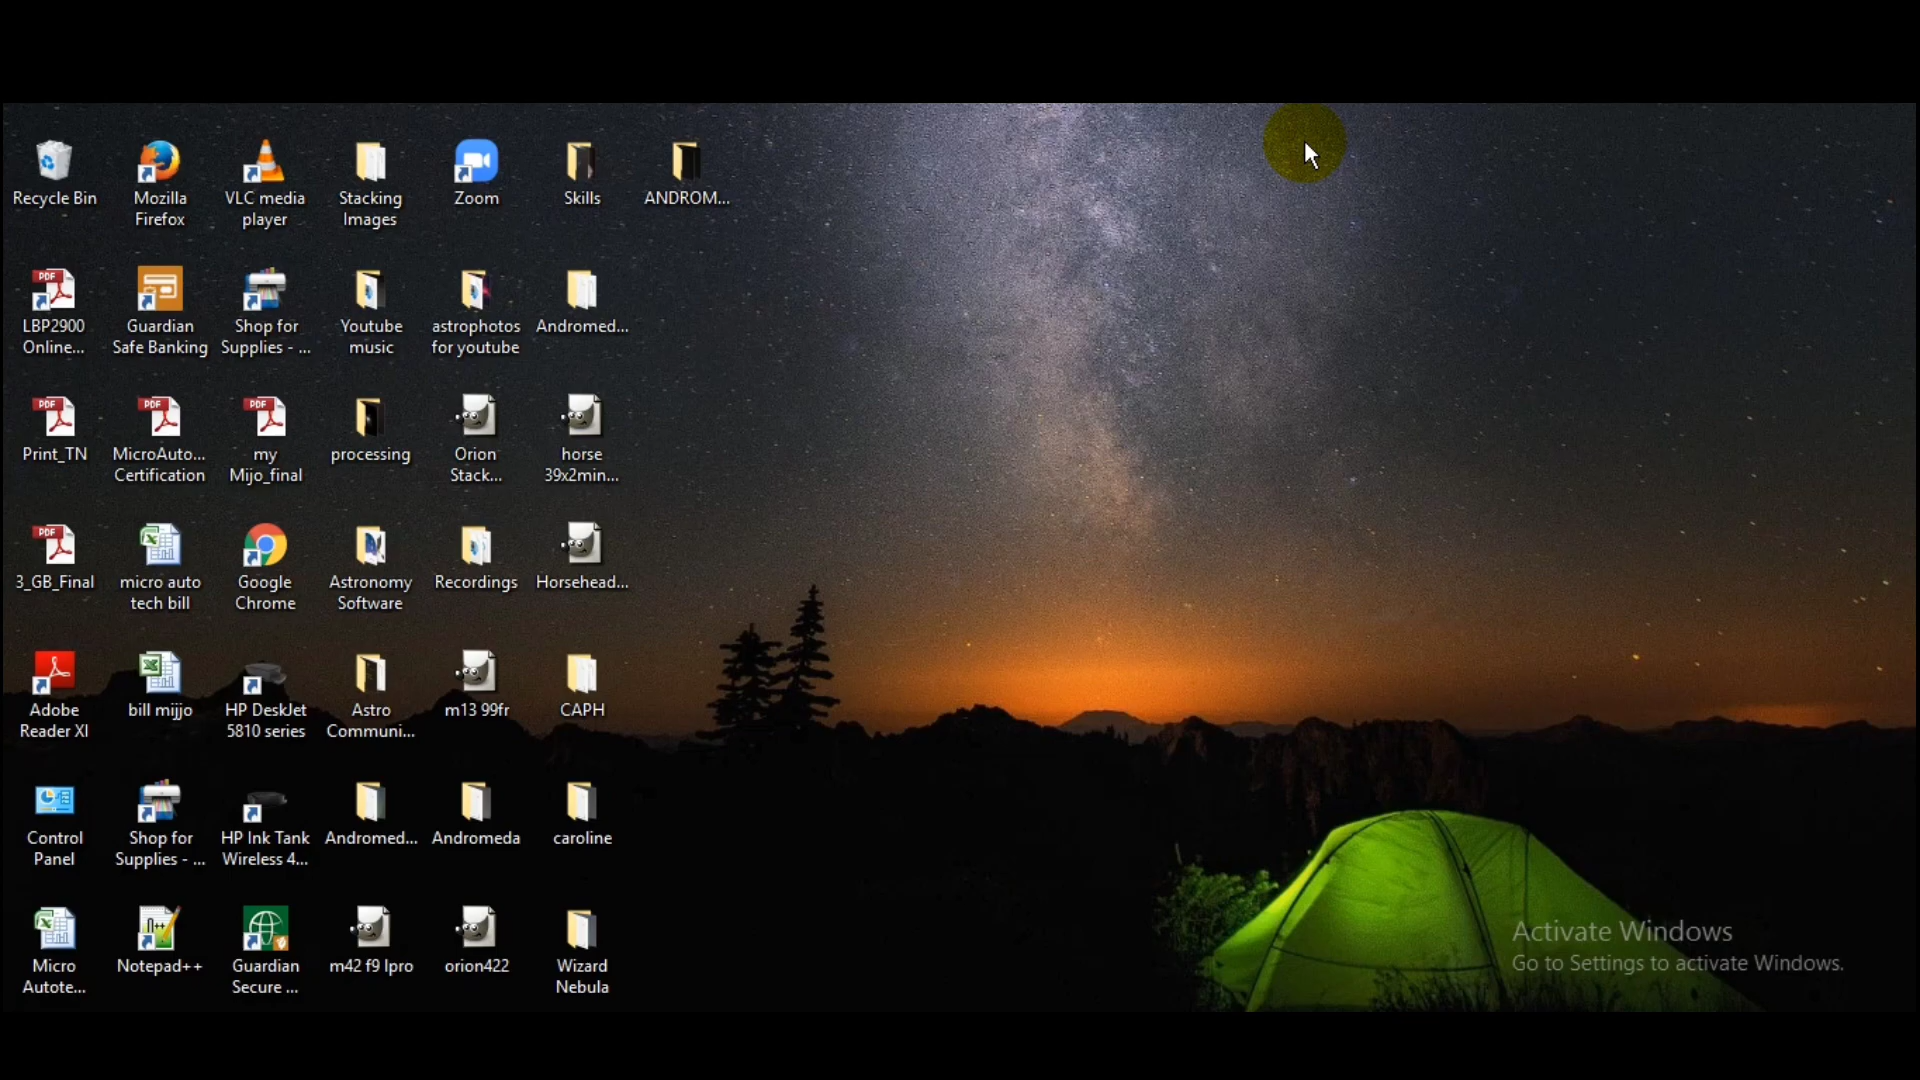 Recycle Bin
Mozilla
Firefox
VLC media
player
Stacking
Images
Zoom
Skills
ANDROM...
LBP2900
Online...
Guardian
Safe Banking
Shop for
Supplies - ...
Youtube
music
astrophotos
for youtube
Andromed...
Print_TN
MicroAuto...
Certification
my
Mijo_final
processing
Orion
Stack...
horse
39x2min...
3_GB_Final
micro auto
tech bill
Google
Chrome
Astronomy
Software
Recordings
Horsehead...
Adobe
Reader XI
bill mijjo
HP DeskJet
5810 series
Astro
Communi...
m13 99fr
CAPH
Control
Panel
Shop for
Supplies - ...
HP Ink Tank
Wireless 4...
Andromed...
Andromeda
caroline
Micro
Autote...
Notepad++
Guardian
Secure ...
m42 f9 lpro
orion422
Wizard
Nebula
Activate Windows
Go to Settings to activate Windows.